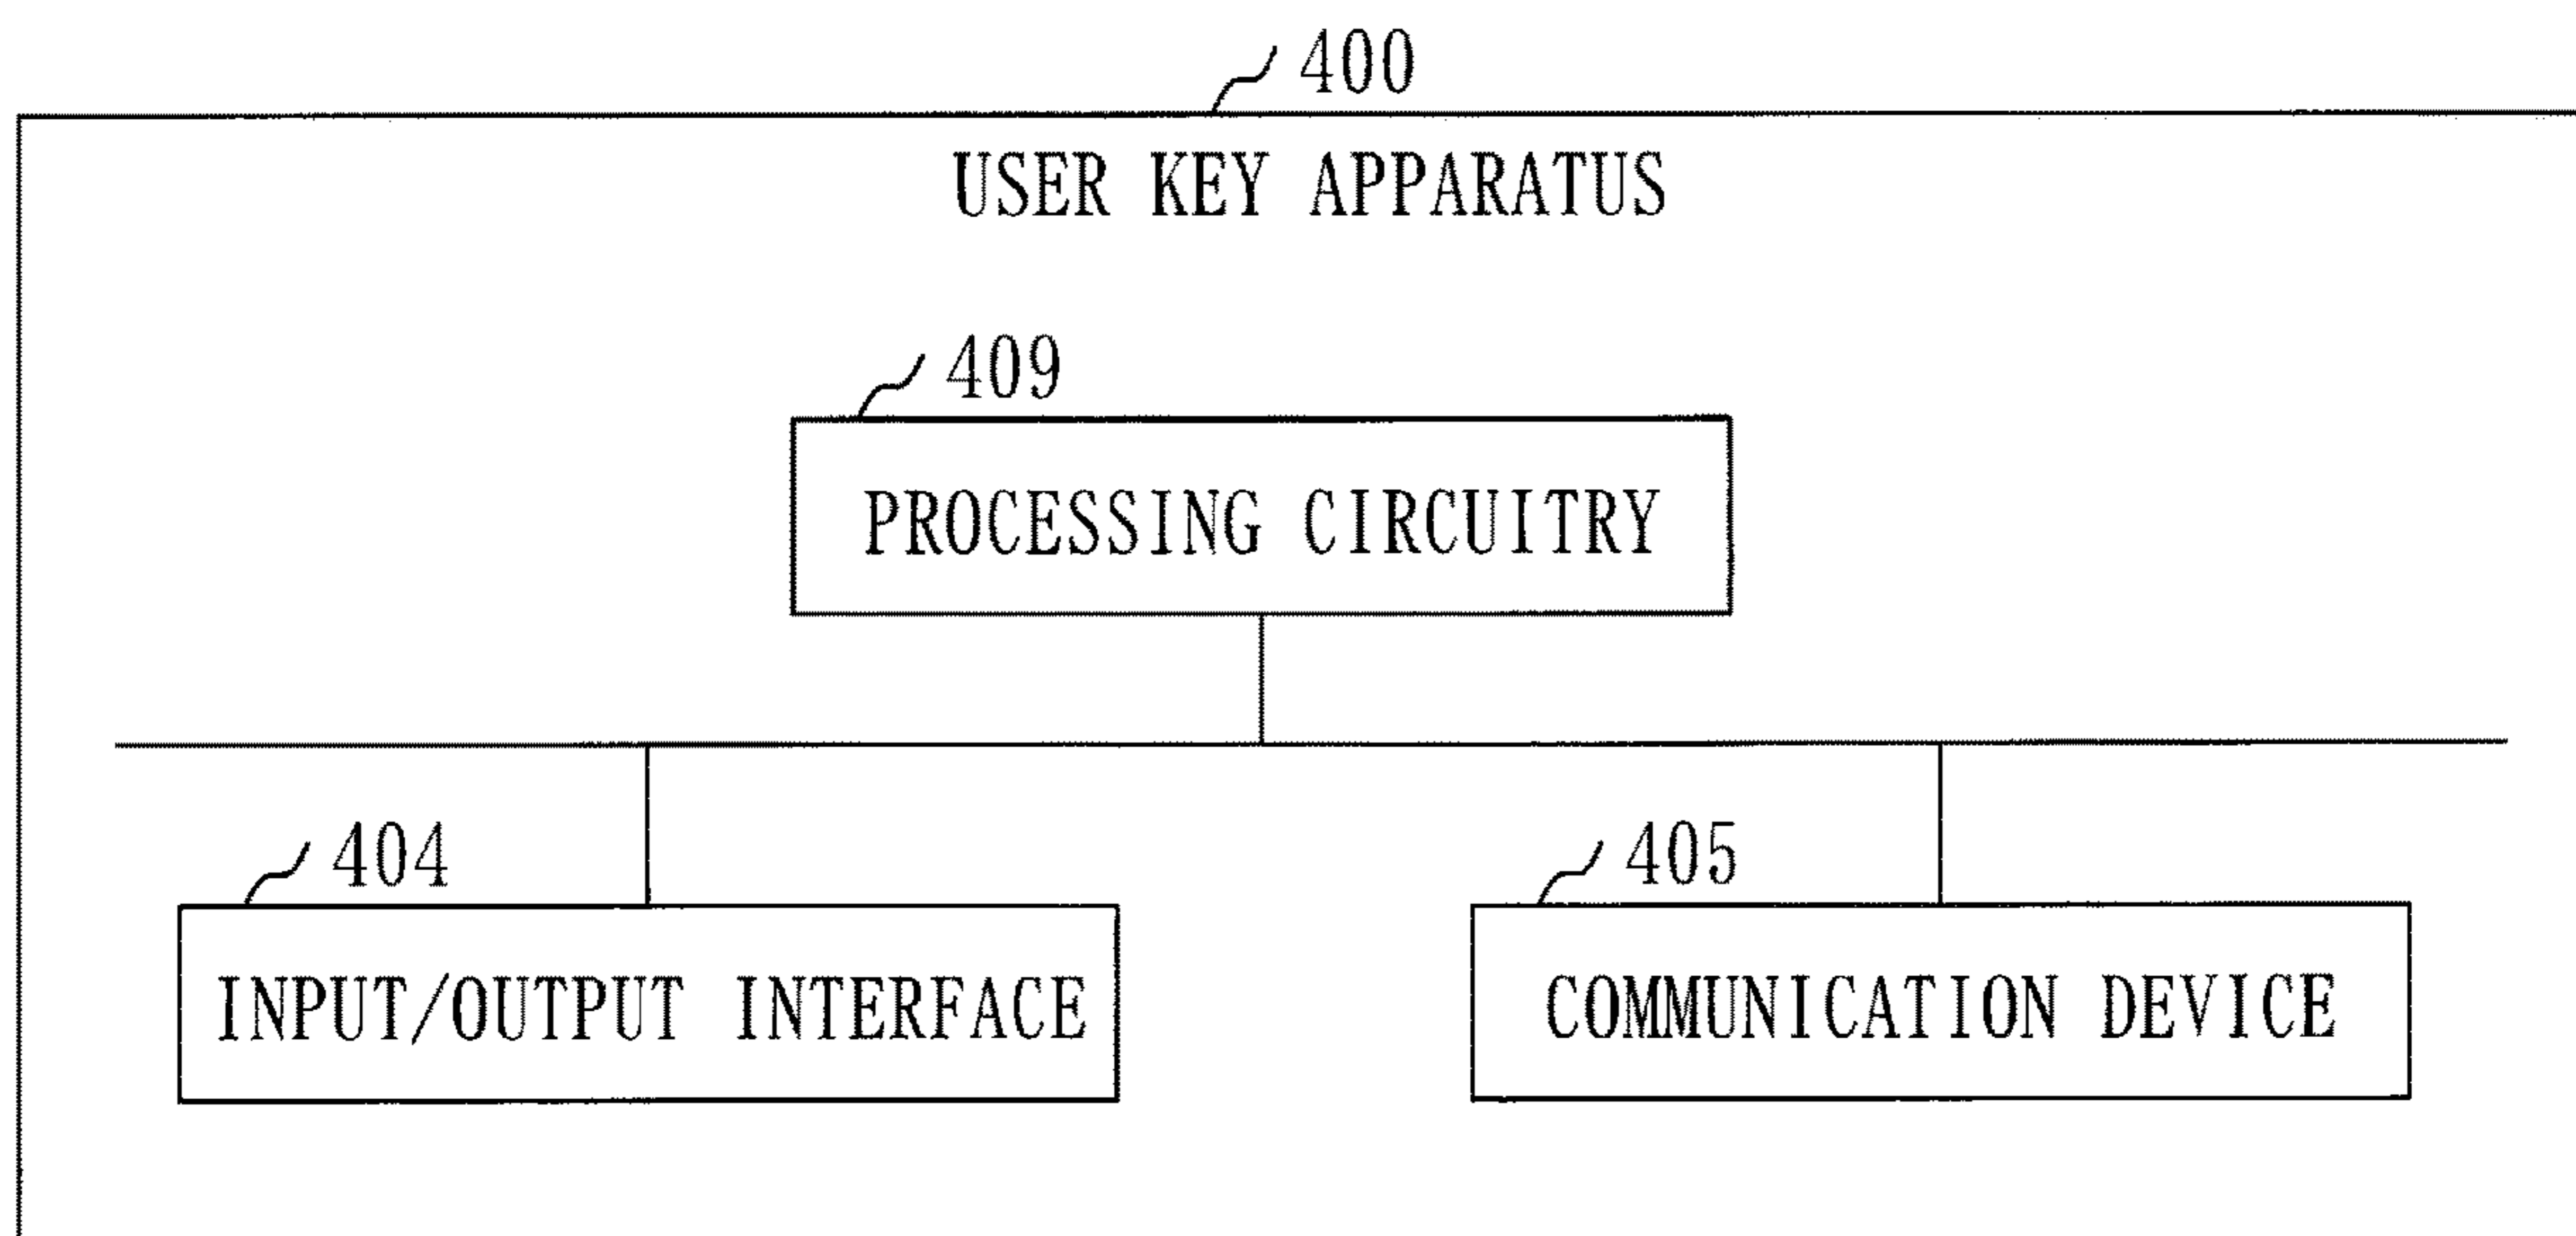 400
USER KEY APPARATUS
409
PROCESSING CIRCUITRY
404
405
INPUT/OUTPUT INTERFACE
COMMUNICATION DEVICE